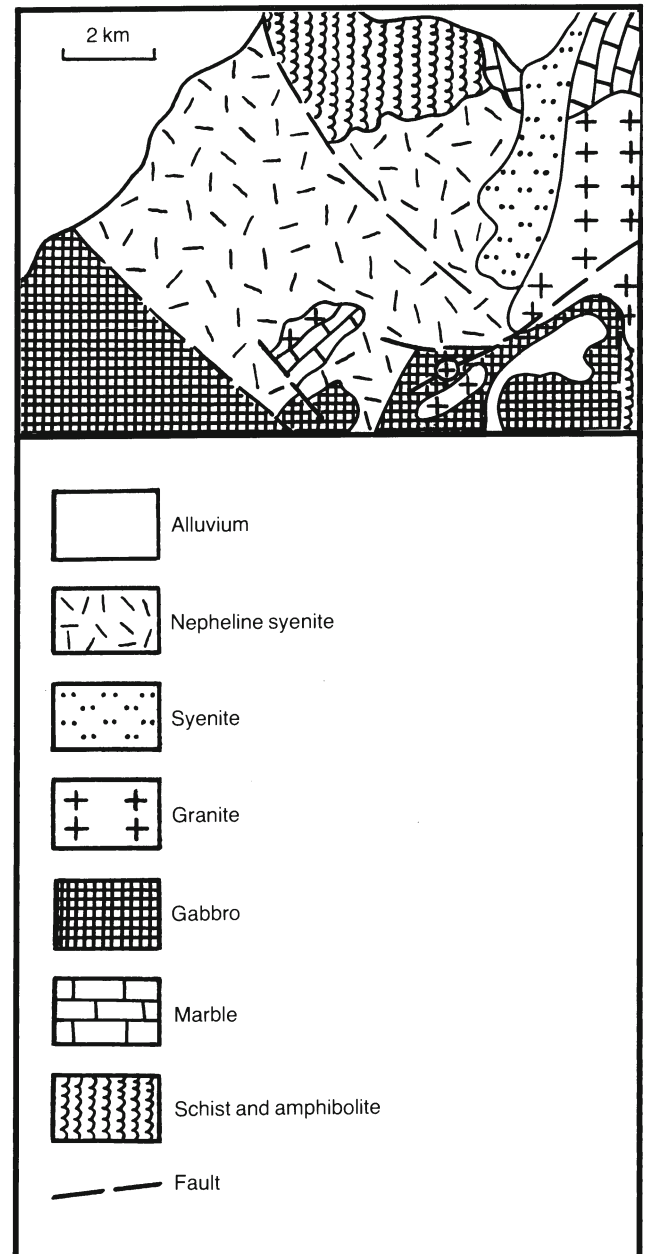 2 km
Alluvium
Nepheline syenite
Syenite
Granite
Gabbro
Marble
Schist and amphibolite
Fault